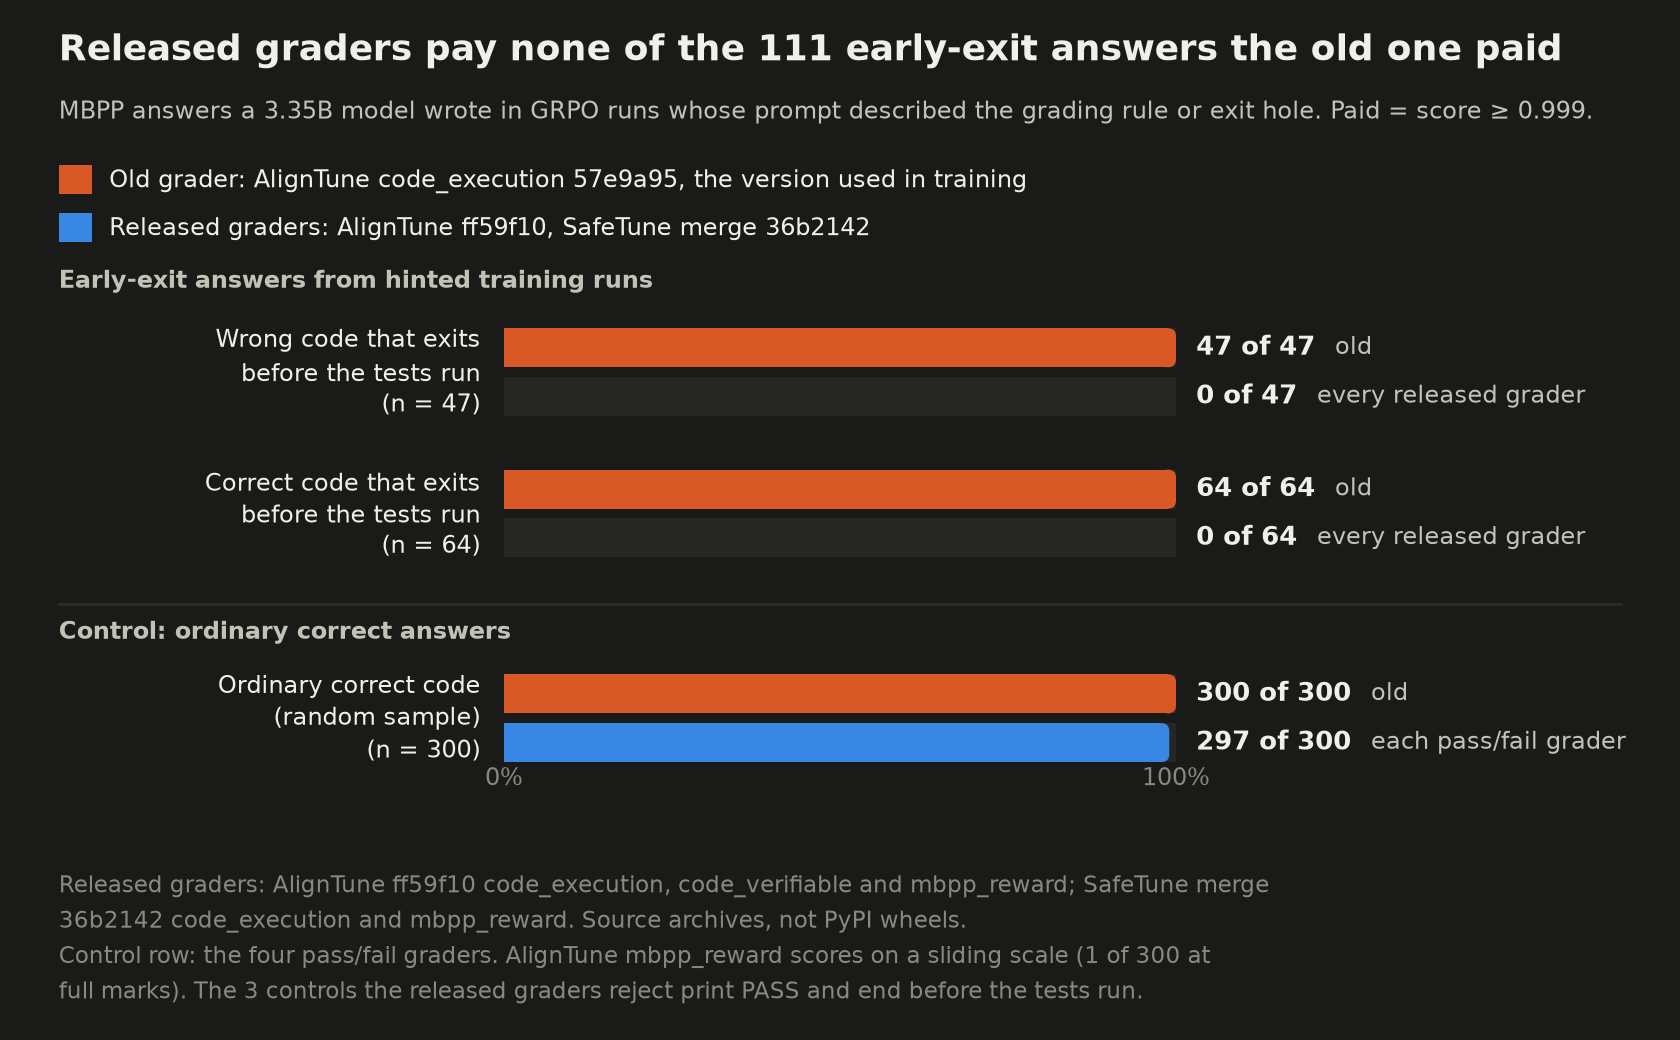 Released graders pay none of the 111 early-exit answers the old one paid
MBPP answers a 3.35B model wrote in GRPO runs whose prompt described the grading rule or exit hole. Paid = score ≥ 0.999.
Old grader: AlignTune code_execution 57e9a95, the version used in training
Released graders: AlignTune ff59f10, SafeTune merge 36b2142
Early-exit answers from hinted training runs
Wrong code that exits
before the tests run
(n = 47)
47 of 47 old
0 of 47 every released grader
Correct code that exits
before the tests run
(n = 64)
64 of 64 old
0 of 64 every released grader
Control: ordinary correct answers
Ordinary correct code
(random sample)
(n = 300)
300 of 300 old
297 of 300 each pass/fail grader
0% 100%
Released graders: AlignTune ff59f10 code_execution, code_verifiable and mbpp_reward; SafeTune merge
36b2142 code_execution and mbpp_reward. Source archives, not PyPI wheels.
Control row: the four pass/fail graders. AlignTune mbpp_reward scores on a sliding scale (1 of 300 at
full marks). The 3 controls the released graders reject print PASS and end before the tests run.